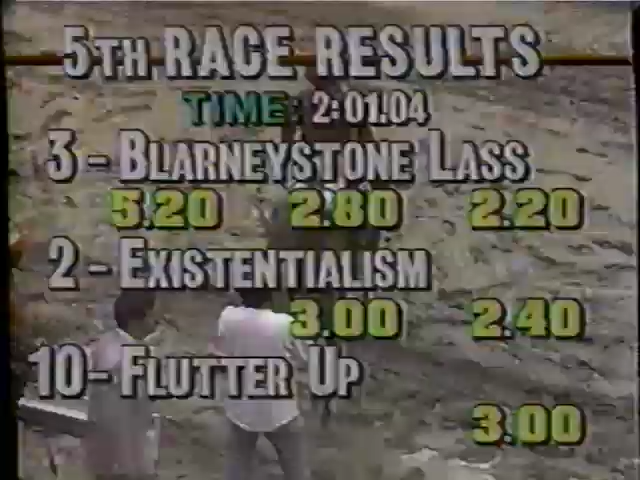 5TH RACE RESULTS
TIME: 2:01.04
3 - BLARNEYSTONE LASS
5.20 2.80 2.20
2 - EXISTENTIALISM
3.00 2.40
10 - FLUTTER UP
3.00